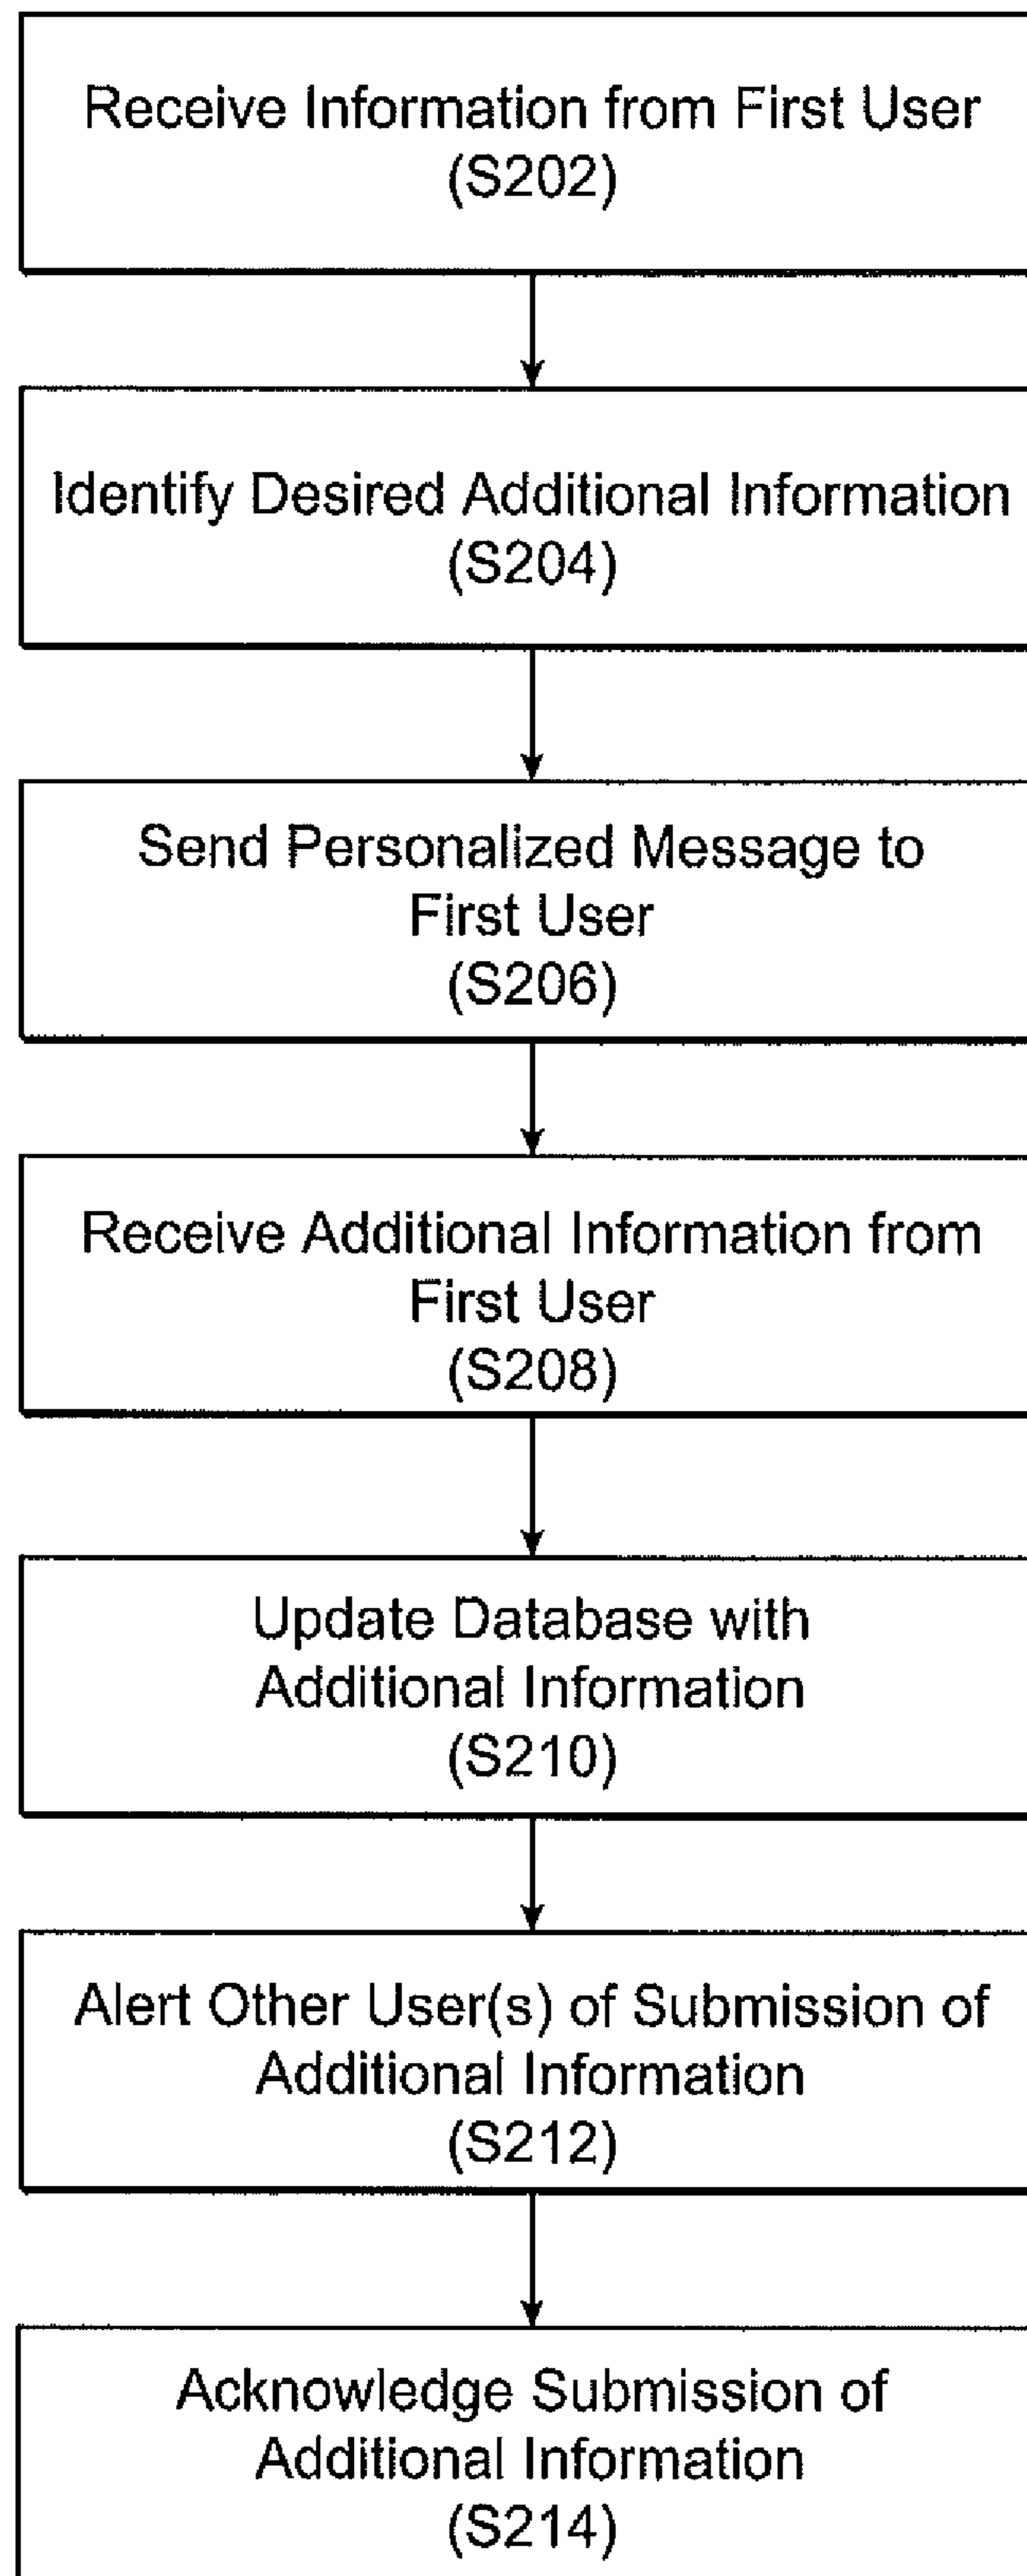 Receive Information from First User
(S202)
Identify Desired Additional Information
(S204)
Send Personalized Message to
First User
(S206)
Receive Additional Information from
First User
(S208)
Update Database with
Additional Information
(S210)
Alert Other User(s) of Submission of
Additional Information
(S212)
Acknowledge Submission of
Additional Information
(S214)